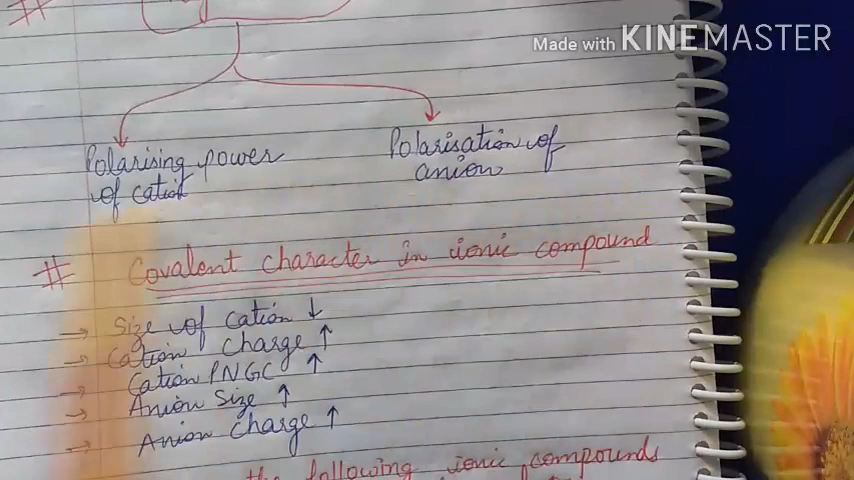 Made with KINEMASTER
#
Polarising power
of cation
Polarisation of
anion
# Covalent character in ionic compound
→ Size of cation ↓
→ Cation charge ↑
→ Cation PNGC ↑
→ Anion size ↑
→ Anion charge ↑
the following ionic compounds